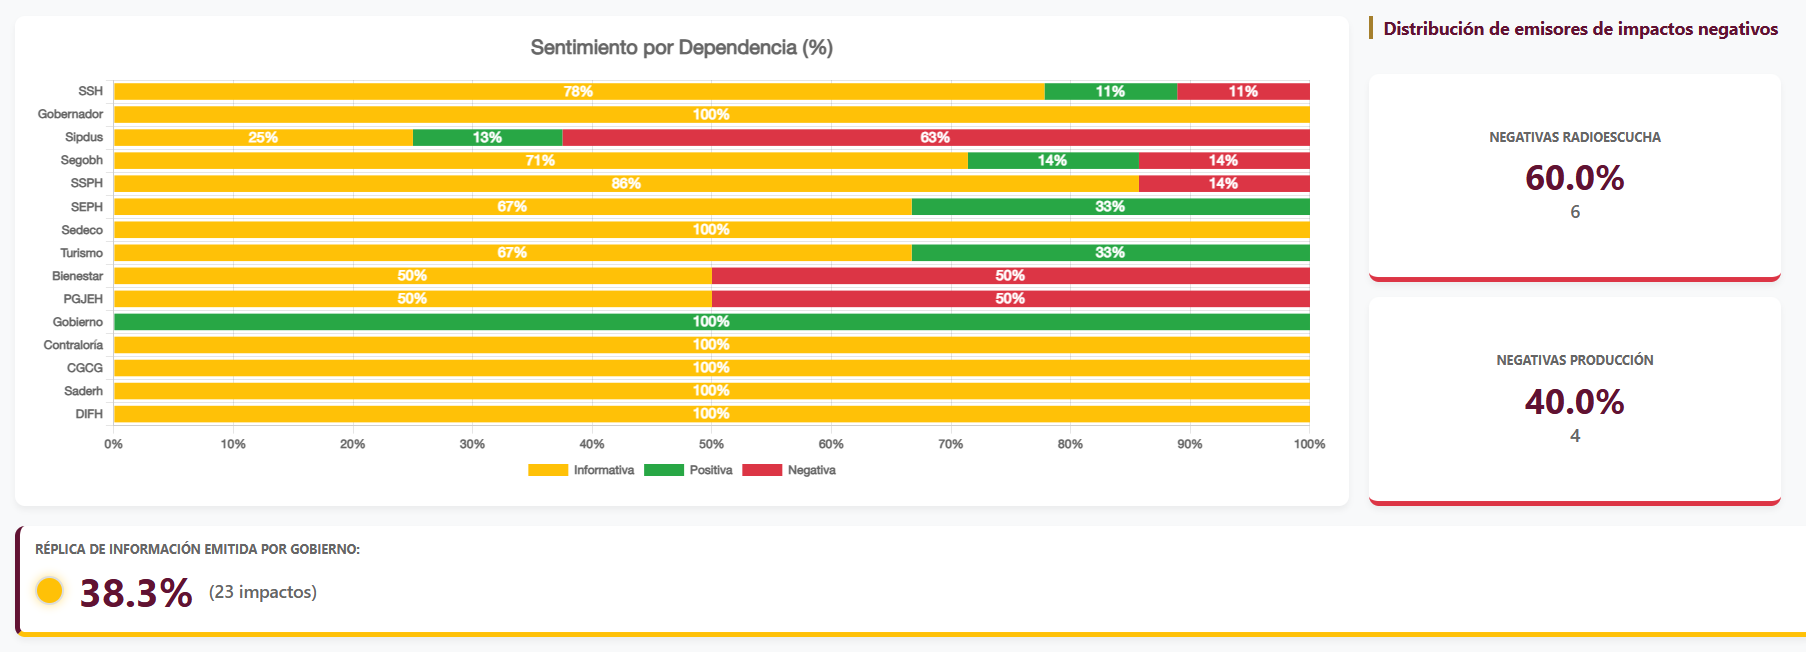 Sentimiento por Dependencia (%)
SSH 78% 11% 11%
Gobernador 100%
Sipdus 25% 13% 63%
Segobh 71% 14% 14%
SSPH 86% 14%
SEPH 67% 33%
Sedeco 100%
Turismo 67% 33%
Bienestar 50% 50%
PGJEH 50% 50%
Gobierno 100%
Contraloría 100%
CGCG 100%
Saderh 100%
DIFH 100%
0% 10% 20% 30% 40% 50% 60% 70% 80% 90% 100%
Informativa Positiva Negativa
Distribución de emisores de impactos negativos
NEGATIVAS RADIOESCUCHA
60.0%
6
NEGATIVAS PRODUCCIÓN
40.0%
4
RÉPLICA DE INFORMACIÓN EMITIDA POR GOBIERNO:
38.3% (23 impactos)